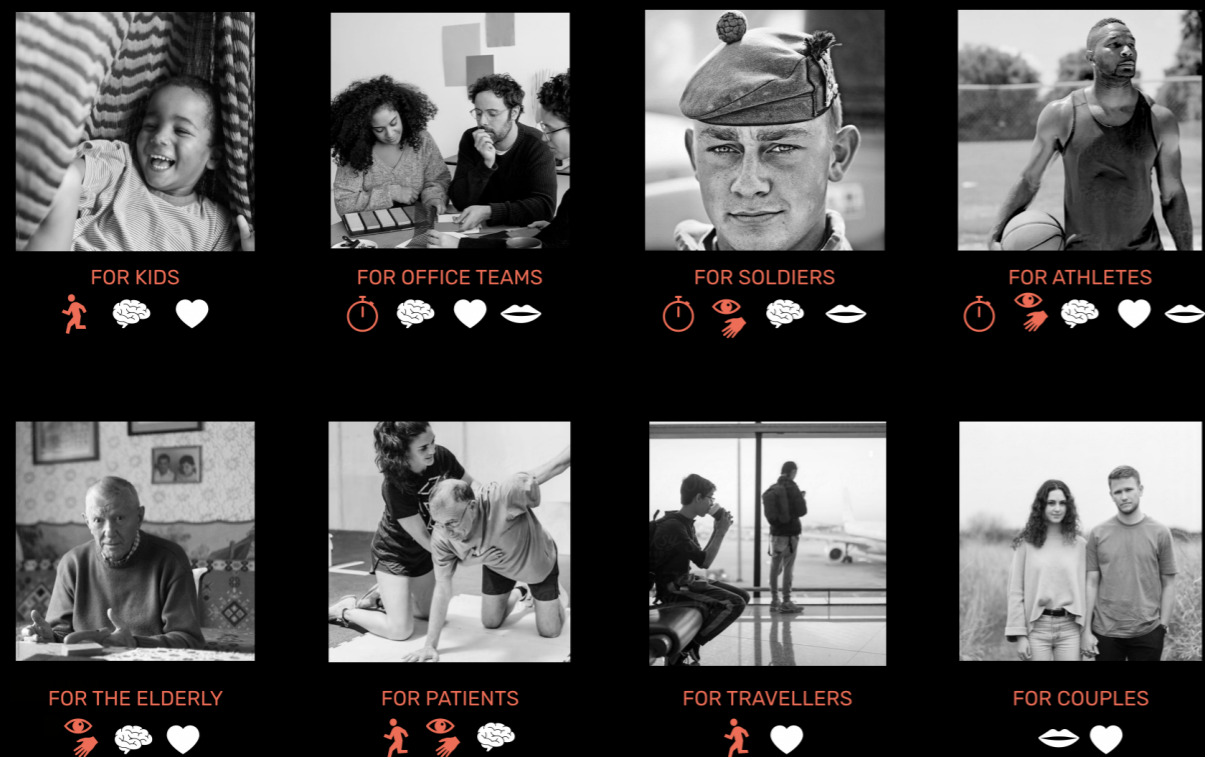 FOR KIDS
FOR OFFICE TEAMS
FOR SOLDIERS
FOR ATHLETES
FOR THE ELDERLY
FOR PATIENTS
FOR TRAVELLERS
FOR COUPLES